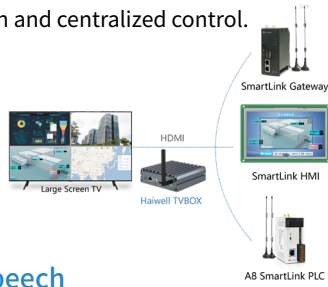 n and centralized control.
SmartLink Gateway
HDMI
Large Screen TV
Haiwell TVBOX
SmartLink HMI
A8 SmartLink PLC
peech